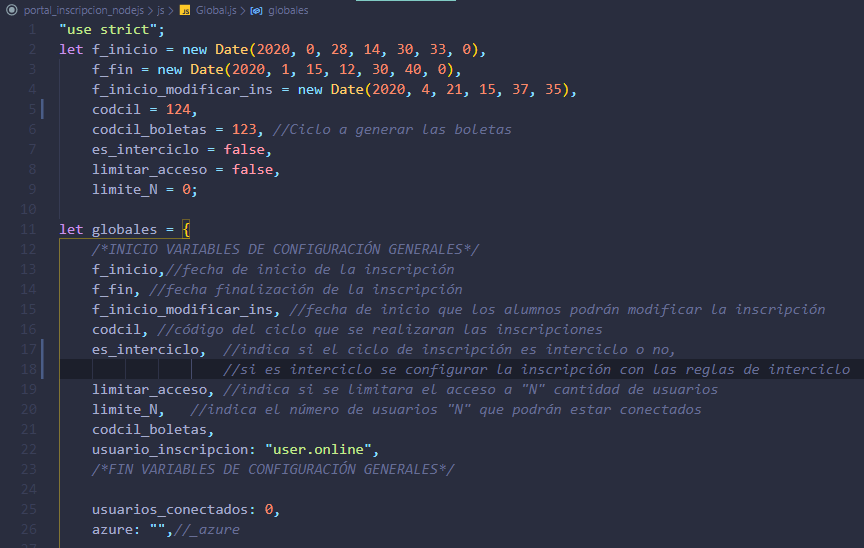 portal_inscripcion_nodejs > js > JS Global.js > globales
1 "use strict";
2 let f_inicio = new Date(2020, 0, 28, 14, 30, 33, 0),
3 f_fin = new Date(2020, 1, 15, 12, 30, 40, 0),
4 f_inicio_modificar_ins = new Date(2020, 4, 21, 15, 37, 35),
5 codcil = 124,
6 codcil_boletas = 123, //Ciclo a generar las boletas
7 es_interciclo = false,
8 limitar_acceso = false,
9 limite_N = 0;
10
11 let globales = {
12 /*INICIO VARIABLES DE CONFIGURACIÓN GENERALES*/
13 f_inicio,//fecha de inicio de la inscripción
14 f_fin, //fecha finalización de la inscripción
15 f_inicio_modificar_ins, //fecha de inicio que los alumnos podrán modificar la inscripción
16 codcil, //código del ciclo que se realizaran las inscripciones
17 es_interciclo, //indica si el ciclo de inscripción es interciclo o no,
18 //si es interciclo se configurar la inscripción con las reglas de interciclo
19 limitar_acceso, //indica si se limitara el acceso a "N" cantidad de usuarios
20 limite_N, //indica el número de usuarios "N" que podrán estar conectados
21 codcil_boletas,
22 usuario_inscripcion: "user.online",
23 /*FIN VARIABLES DE CONFIGURACIÓN GENERALES*/
24
25 usuarios_conectados: 0,
26 azure: "",//_azure
27